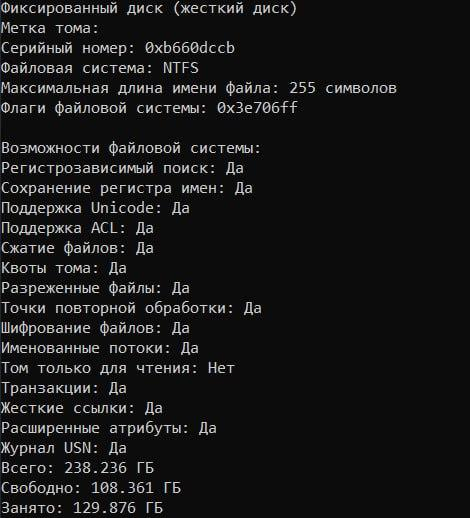 Фиксированный диск (жесткий диск)
Метка тома:
Серийный номер: 0xb660dccb
Файловая система: NTFS
Максимальная длина имени файла: 255 символов
Флаги файловой системы: 0x3e706ff
Возможности файловой системы:
Регистрозависимый поиск: Да
Сохранение регистра имен: Да
Поддержка Unicode: Да
Поддержка ACL: Да
Сжатие файлов: Да
Квоты тома: Да
Разреженные файлы: Да
Точки повторной обработки: Да
Шифрование файлов: Да
Именованные потоки: Да
Том только для чтения: Нет
Транзакции: Да
Жесткие ссылки: Да
Расширенные атрибуты: Да
Журнал USN: Да
Всего: 238.236 ГБ
Свободно: 108.361 ГБ
Занято: 129.876 ГБ